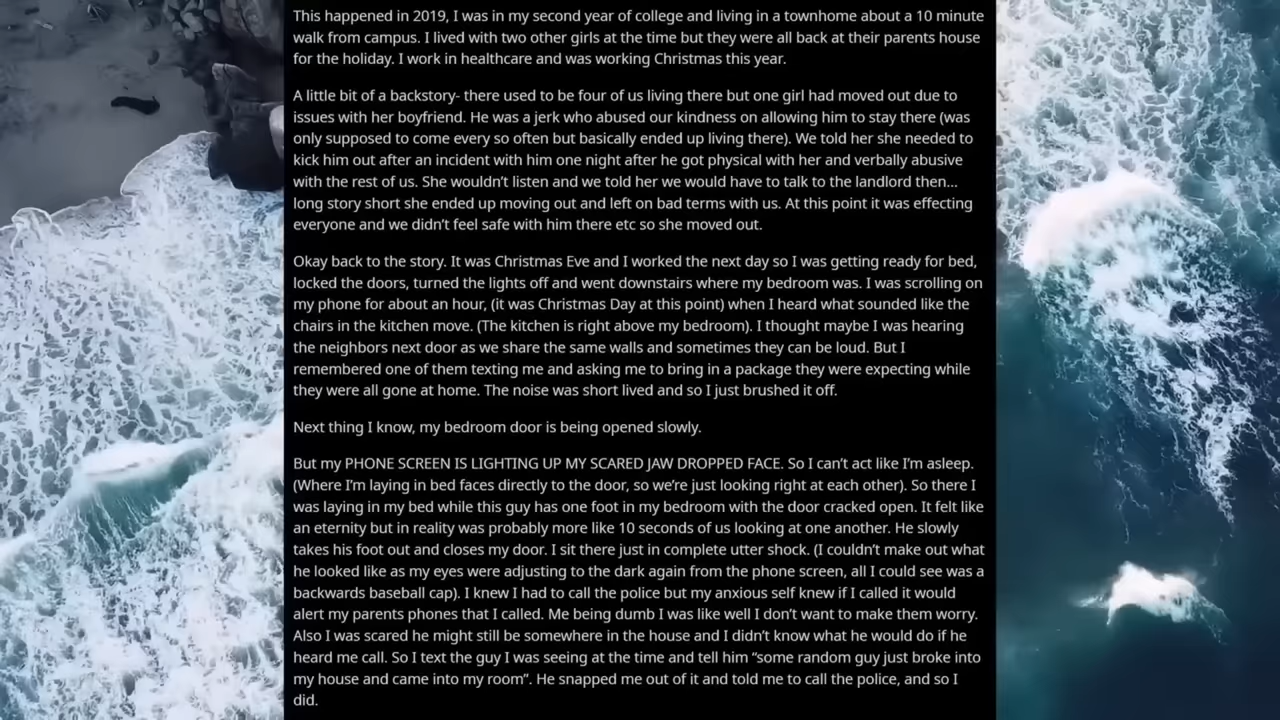 This happened in 2019, I was in my second year of college and living in a townhome about a 10 minute
walk from campus. I lived with two other girls at the time but they were all back at their parents house
for the holiday. I work in healthcare and was working Christmas this year.
A little bit of a backstory- there used to be four of us living there but one girl had moved out due to
issues with her boyfriend. He was a jerk who abused our kindness on allowing him to stay there (was
only supposed to come every so often but basically ended up living there). We told her she needed to
kick him out after an incident with him one night after he got physical with her and verbally abusive
with the rest of us. She wouldn’t listen and we told her we would have to talk to the landlord then...
long story short she ended up moving out and left on bad terms with us. At this point it was effecting
everyone and we didn’t feel safe with him there etc so she moved out.
Okay back to the story. It was Christmas Eve and I worked the next day so I was getting ready for bed,
locked the doors, turned the lights off and went downstairs where my bedroom was. I was scrolling on
my phone for about an hour, (it was Christmas Day at this point) when I heard what sounded like the
chairs in the kitchen move. (The kitchen is right above my bedroom). I thought maybe I was hearing
the neighbors next door as we share the same walls and sometimes they can be loud. But I
remembered one of them texting me and asking me to bring in a package they were expecting while
they were all gone at home. The noise was short lived and so I just brushed it off.
Next thing I know, my bedroom door is being opened slowly.
But my PHONE SCREEN IS LIGHTING UP MY SCARED JAW DROPPED FACE. So I can’t act like I’m asleep.
(Where I’m laying in bed faces directly to the door, so we’re just looking right at each other). So there I
was laying in my bed while this guy has one foot in my bedroom with the door cracked open. It felt like
an eternity but in reality was probably more like 10 seconds of us looking at one another. He slowly
takes his foot out and closes my door. I sit there just in complete utter shock. (I couldn’t make out what
he looked like as my eyes were adjusting to the dark again from the phone screen, all I could see was a
backwards baseball cap). I knew I had to call the police but my anxious self knew if I called it would
alert my parents phones that I called. Me being dumb I was like well I don’t want to make them worry.
Also I was scared he might still be somewhere in the house and I didn’t know what he would do if he
heard me call. So I text the guy I was seeing at the time and tell him “some random guy just broke into
my house and came into my room”. He snapped me out of it and told me to call the police, and so I
did.